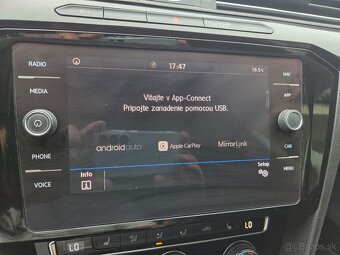 PASSENGER
RADIO
17:47
18.5°C
NAV
MEDIA
APP
Vitajte v App-Connect
Pripojte zariadenie pomocou USB.
androidauto
Apple CarPlay
MirrorLink
PHONE
CAR
VOICE
Info
Setup
MENU
LO
LO